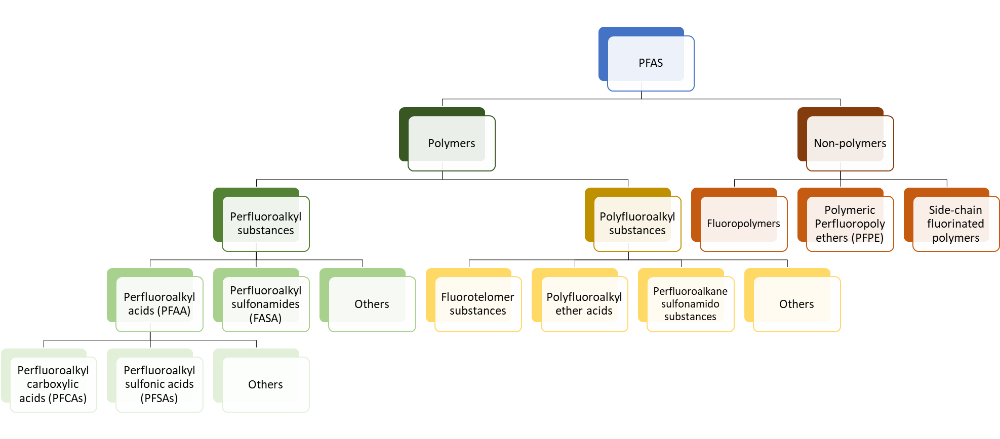 PFAS
Polymers
Non-polymers
Perfluoroalkyl
substances
Polyfluoroalkyl
substances
Fluoropolymers
Polymeric
Perfluoropoly
ethers (PFPE)
Side-chain
fluorinated
polymers
Perfluoroalkyl
acids (PFAA)
Perfluoroalkyl
sulfonamides
(FASA)
Others
Fluorotelomer
substances
Polyfluoroalkyl
ether acids
Perfluoroalkane
sulfonamido
substances
Others
Perfluoroalkyl
carboxylic
acids (PFCAs)
Perfluoroalkyl
sulfonic acids
(PFSAs)
Others